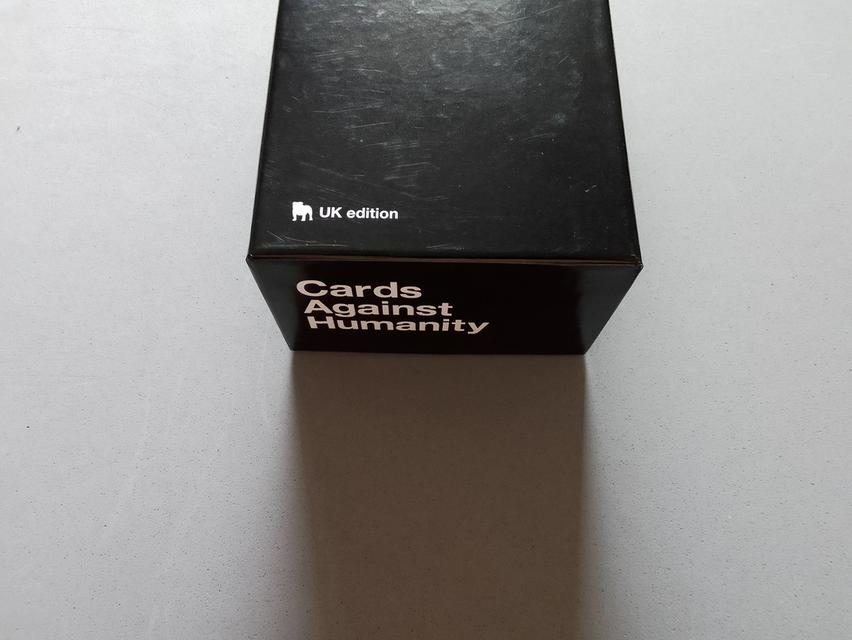 UK edition
Cards
Against
Humanity